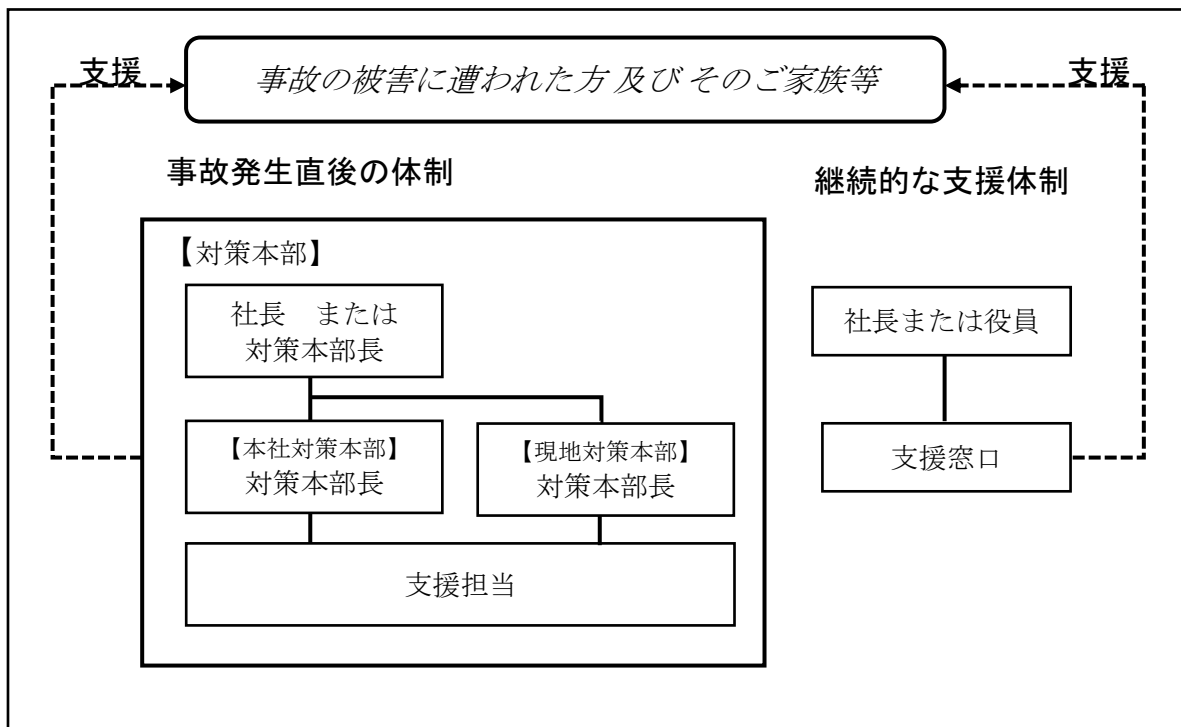 支援
事故の被害に遭われた方 及び そのご家族等
支援
事故発生直後の体制
継続的な支援体制
【対策本部】
社長　または
対策本部長
【本社対策本部】
対策本部長
【現地対策本部】
対策本部長
支援担当
社長または役員
支援窓口